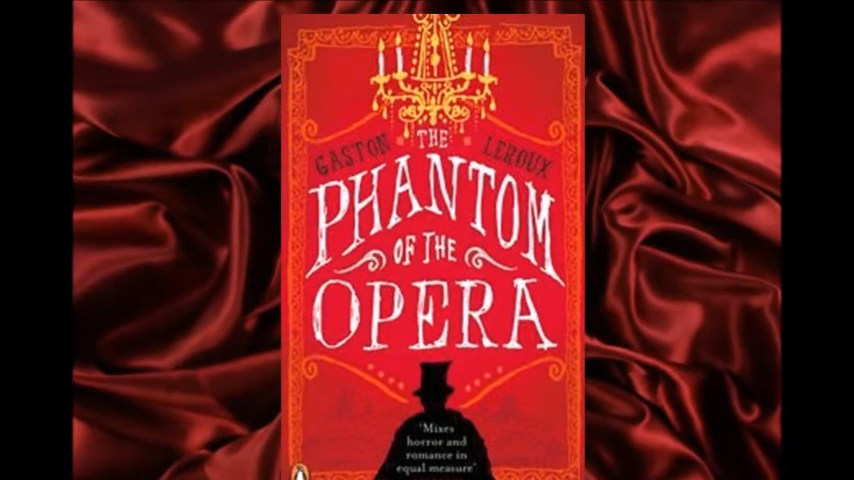 THE
GASTON LEROUX
PHANTOM
OF THE
OPERA
'Mixes
horror and
romance in
equal measure'